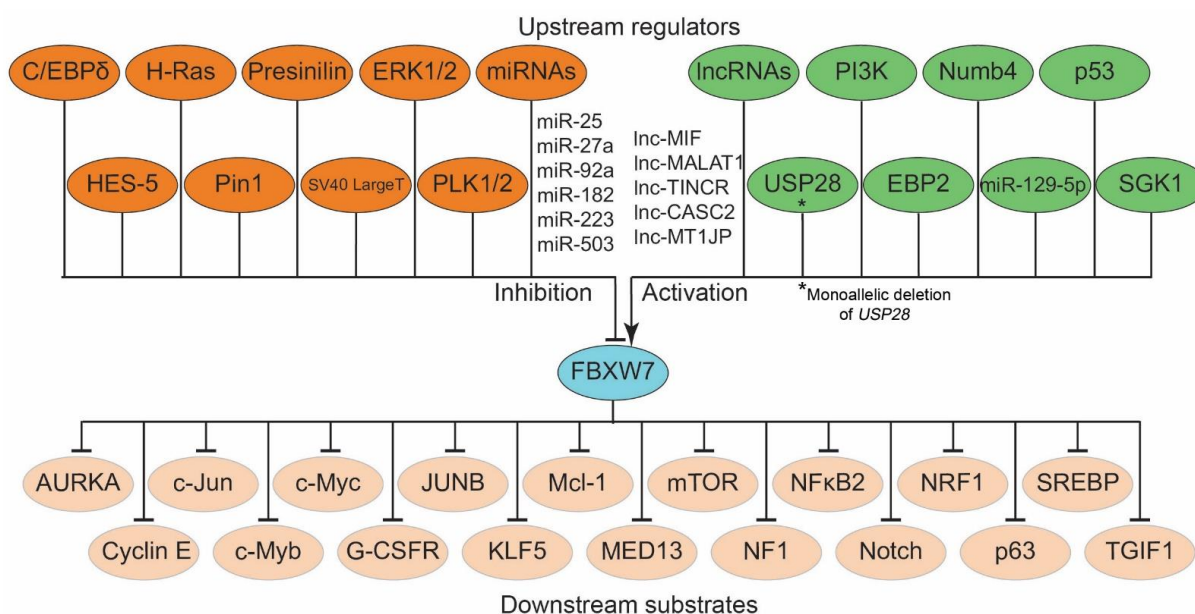 Upstream regulators
C/EBPδ
H-Ras
Presinilin
ERK1/2
miRNAs
lncRNAs
PI3K
Numb4
p53
HES-5
Pin1
SV40 LargeT
PLK1/2
miR-25
miR-27a
miR-92a
miR-182
miR-223
miR-503
lnc-MIF
lnc-MALAT1
lnc-TINCR
lnc-CASC2
lnc-MT1JP
USP28
*
EBP2
miR-129-5p
SGK1
Inhibition
Activation
*Monoallelic deletion
of USP28
FBXW7
AURKA
c-Jun
c-Myc
JUNB
Mcl-1
mTOR
NFκB2
NRF1
SREBP
Cyclin E
c-Myb
G-CSFR
KLF5
MED13
NF1
Notch
p63
TGIF1
Downstream substrates